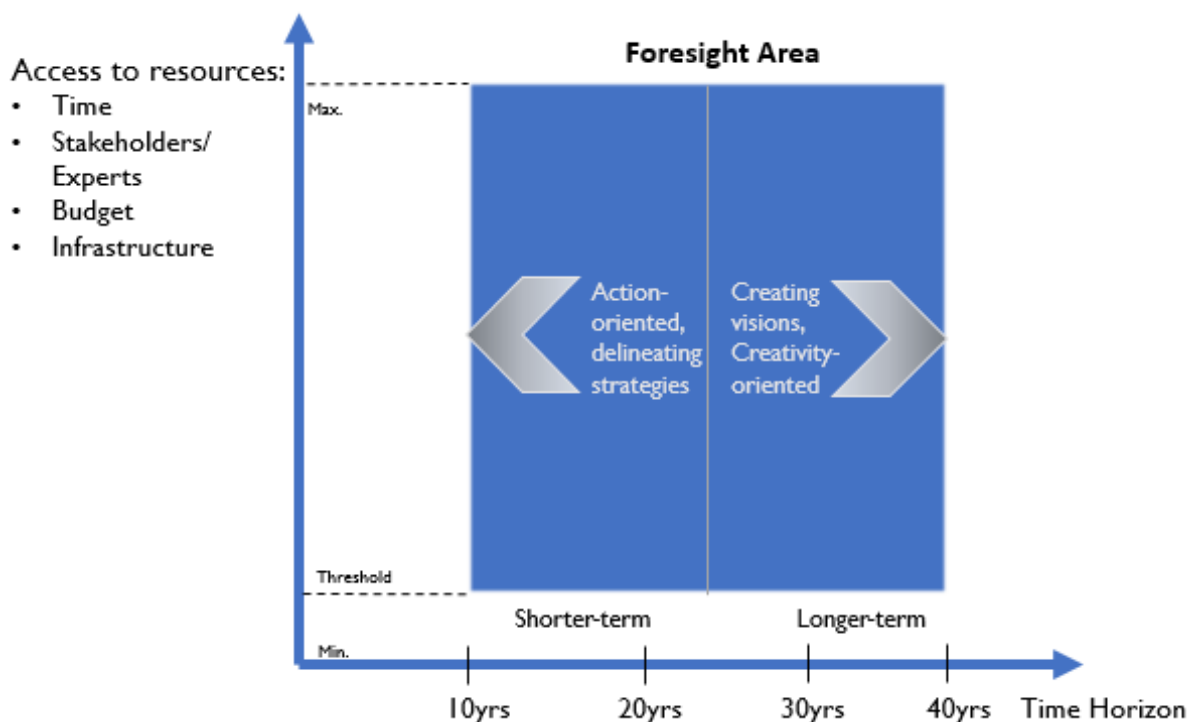 Foresight Area
Access to resources:
• Time
• Stakeholders/
Experts
• Budget
• Infrastructure
Max.
Action-
oriented,
delineating
strategies
Creating
visions,
Creativity-
oriented
Threshold
Shorter-term
Longer-term
Min.
10yrs
20yrs
30yrs
40yrs
Time Horizon